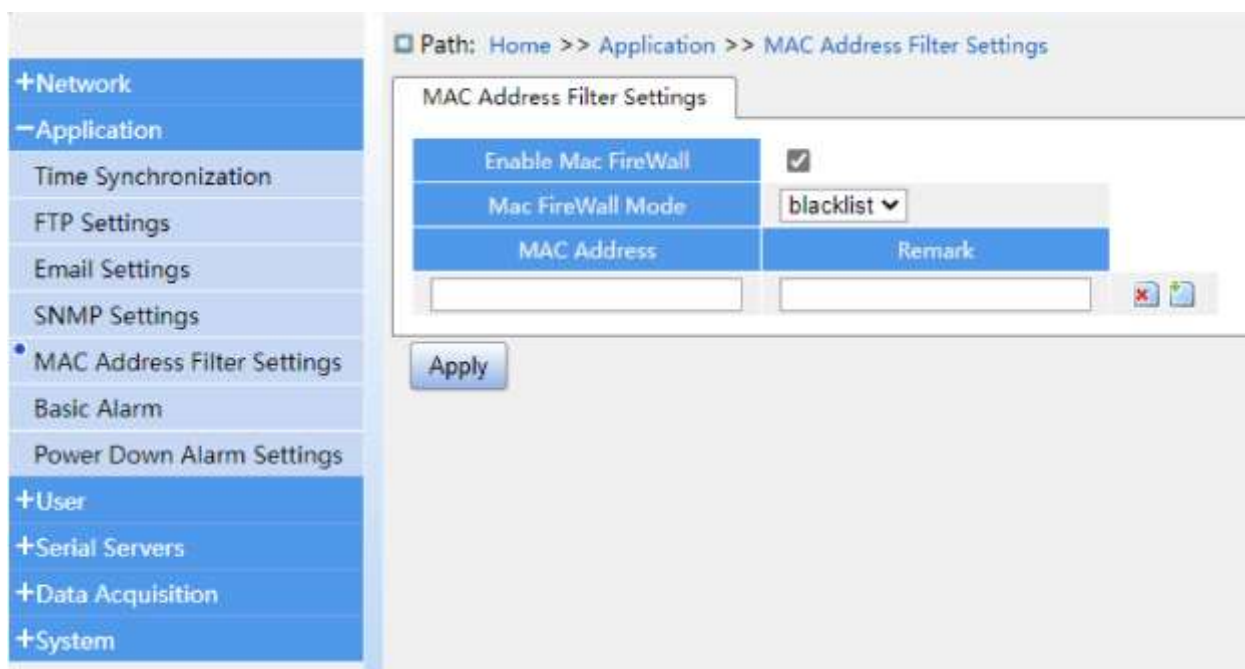 Path: Home >> Application >> MAC Address Filter Settings
+Network
−Application
Time Synchronization
FTP Settings
Email Settings
SNMP Settings
MAC Address Filter Settings
Basic Alarm
Power Down Alarm Settings
+User
+Serial Servers
+Data Acquisition
+System
MAC Address Filter Settings
Enable Mac FireWall
Mac FireWall Mode blacklist
MAC Address Remark
Apply